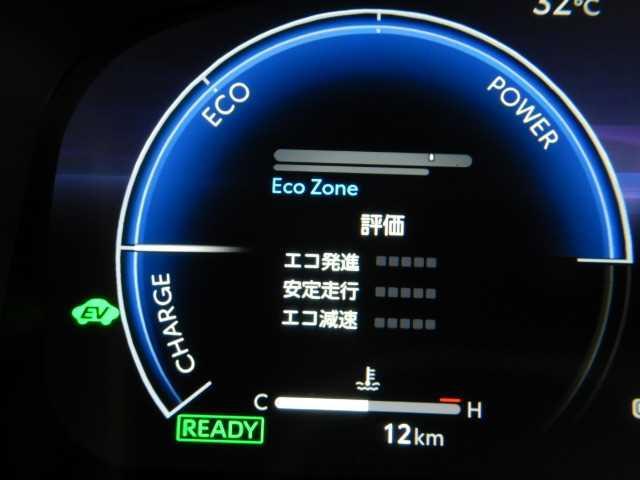 32℃
ECO
POWER
Eco Zone
評価
エコ発進
安定走行
エコ減速
CHARGE
EV
C H
READY
12km